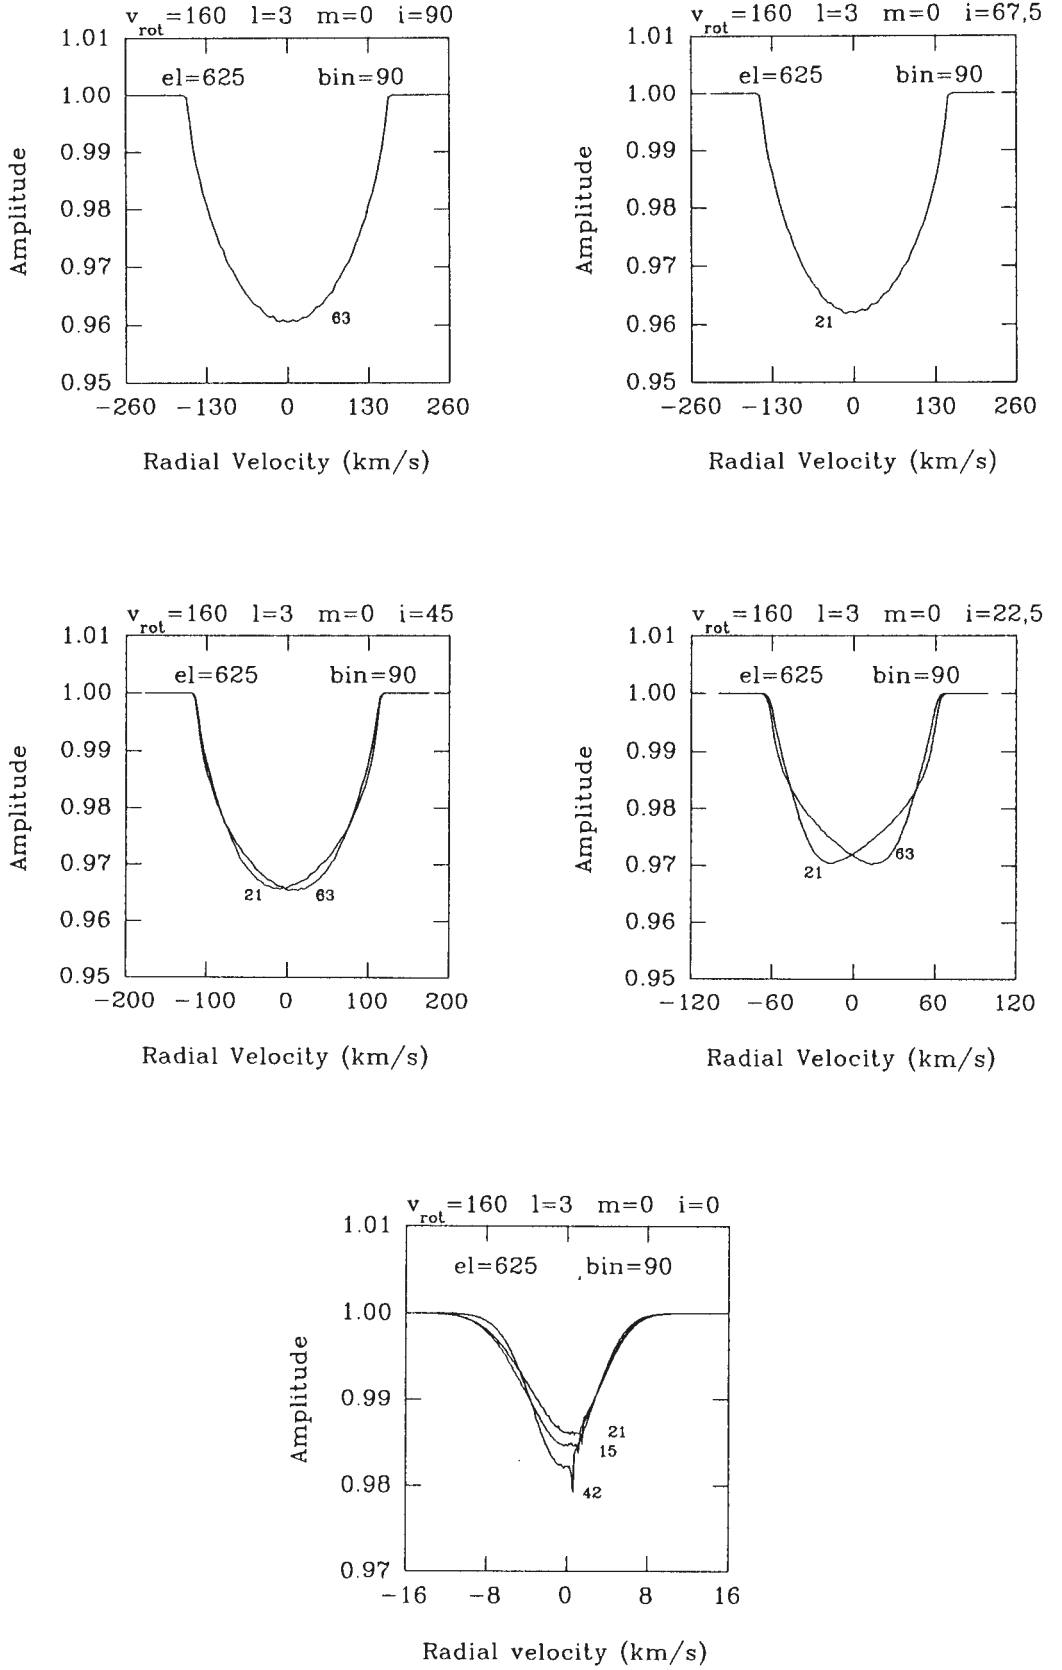 v_rot=160 l=3 m=0 i=90
1.01
el=625 bin=90
1.00
0.99
0.98
0.97
63
0.96
0.95
Amplitude
-260 -130 0 130 260
Radial Velocity (km/s)
v_rot=160 l=3 m=0 i=67,5
1.01
el=625 bin=90
1.00
0.99
0.98
0.97
21
0.96
0.95
Amplitude
-260 -130 0 130 260
Radial Velocity (km/s)
v_rot=160 l=3 m=0 i=45
1.01
el=625 bin=90
1.00
0.99
0.98
0.97
21 63
0.96
0.95
Amplitude
-200 -100 0 100 200
Radial Velocity (km/s)
v_rot=160 l=3 m=0 i=22,5
1.01
el=625 bin=90
1.00
0.99
0.98
0.97
63
21
0.96
0.95
Amplitude
-120 -60 0 60 120
Radial Velocity (km/s)
v_rot=160 l=3 m=0 i=0
1.01
el=625 bin=90
1.00
0.99
21
15
0.98
42
0.97
Amplitude
-16 -8 0 8 16
Radial velocity (km/s)